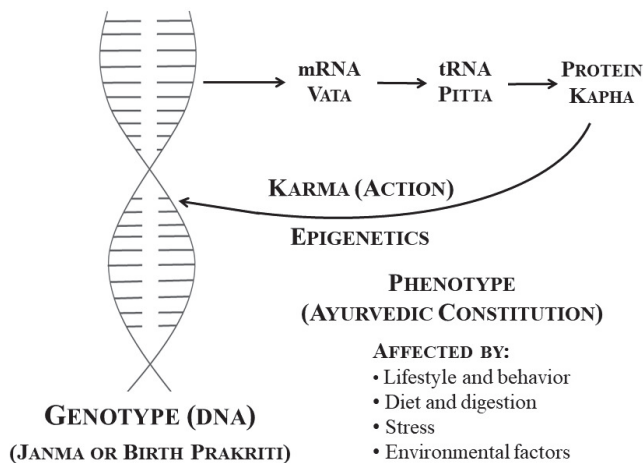 mRNA
VATA
tRNA
PITTA
PROTEIN
KAPHA
KARMA (ACTION)
EPIGENETICS
PHENOTYPE
(AYURVEDIC CONSTITUTION)
AFFECTED BY:
• Lifestyle and behavior
• Diet and digestion
• Stress
• Environmental factors
GENOTYPE (DNA)
(JANMA OR BIRTH PRAKRITI)